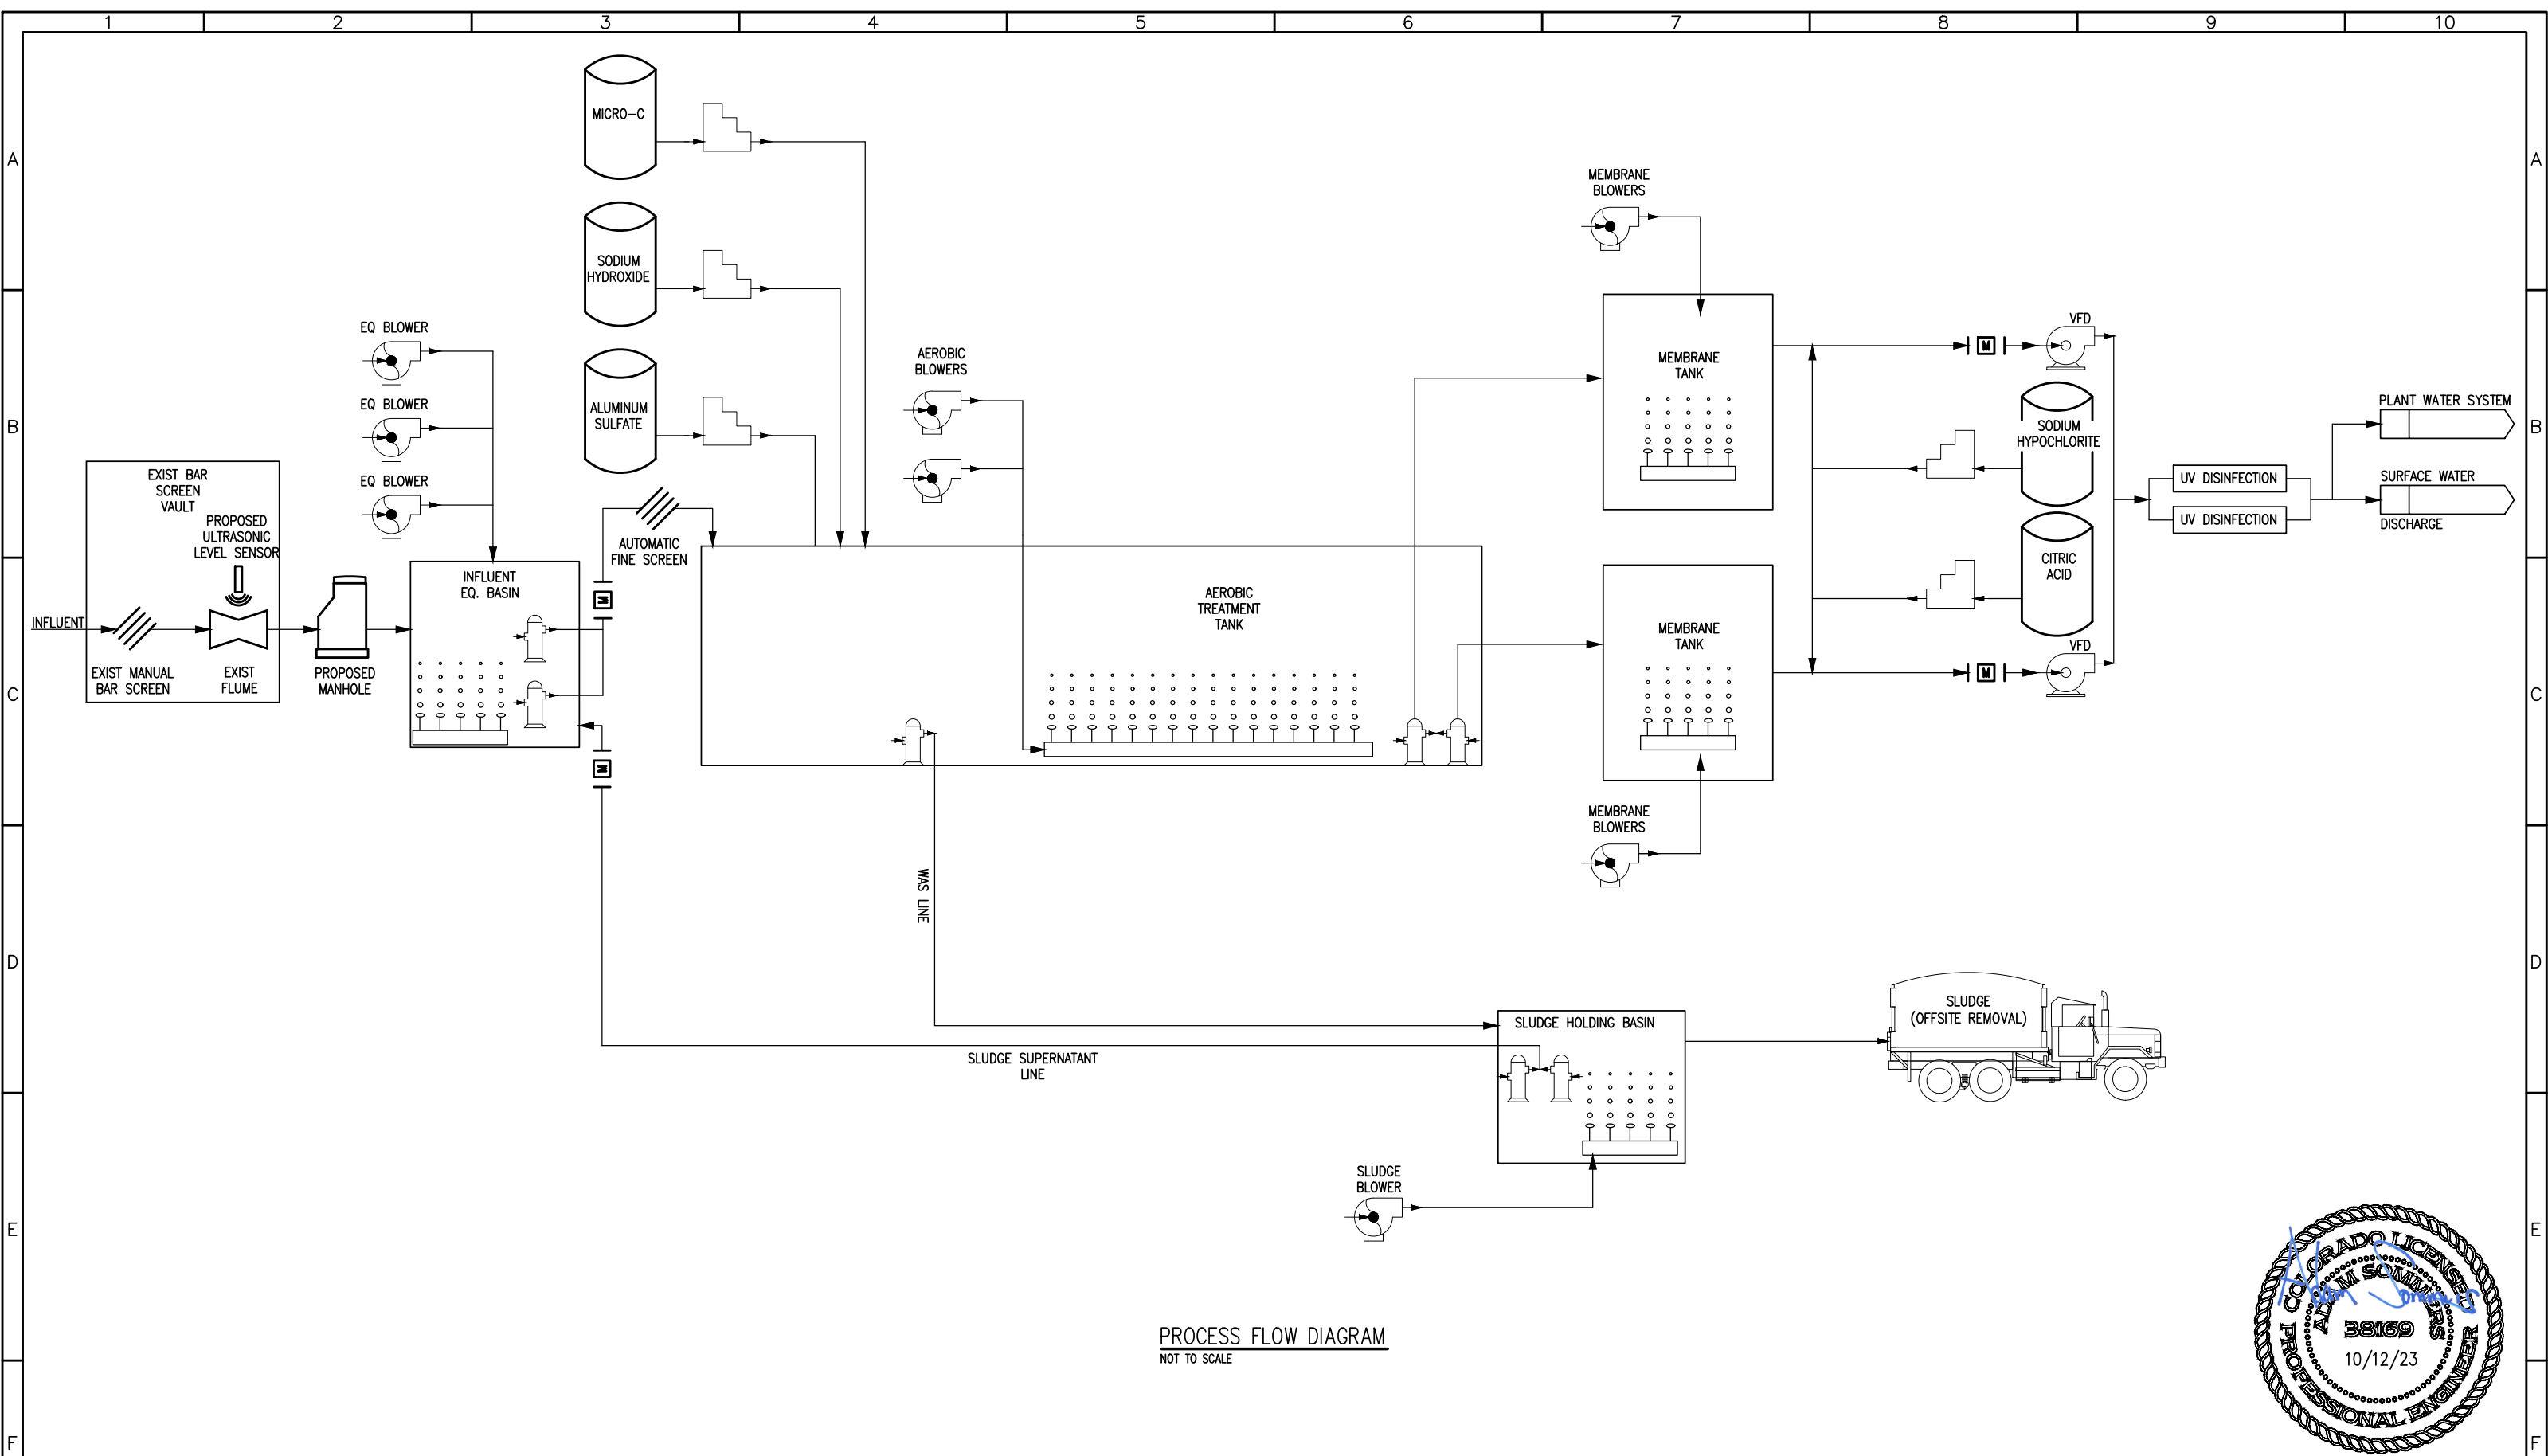 1 2 3 4 5 6 7 8 9 10
A
A
B
B
C
C
D
D
E
E
F
F
MICRO-C
SODIUM
HYDROXIDE
ALUMINUM
SULFATE
EQ BLOWER
EQ BLOWER
EQ BLOWER
EXIST BAR
SCREEN
VAULT
PROPOSED
ULTRASONIC
LEVEL SENSOR
INFLUENT
EXIST MANUAL
BAR SCREEN
EXIST
FLUME
PROPOSED
MANHOLE
INFLUENT
EQ. BASIN
M
M
AUTOMATIC
FINE SCREEN
AEROBIC
BLOWERS
AEROBIC
TREATMENT
TANK
MEMBRANE
BLOWERS
MEMBRANE
TANK
MEMBRANE
TANK
MEMBRANE
BLOWERS
M
VFD
SODIUM
HYPOCHLORITE
CITRIC
ACID
M
VFD
UV DISINFECTION
UV DISINFECTION
PLANT WATER SYSTEM
SURFACE WATER
DISCHARGE
WAS LINE
SLUDGE SUPERNATANT
LINE
SLUDGE HOLDING BASIN
SLUDGE
BLOWER
SLUDGE
(OFFSITE REMOVAL)
PROCESS FLOW DIAGRAM
NOT TO SCALE
COLORADO LICENSED
ADAM SOMMERS
38169
10/12/23
PROFESSIONAL ENGINEER
Adam Sommers